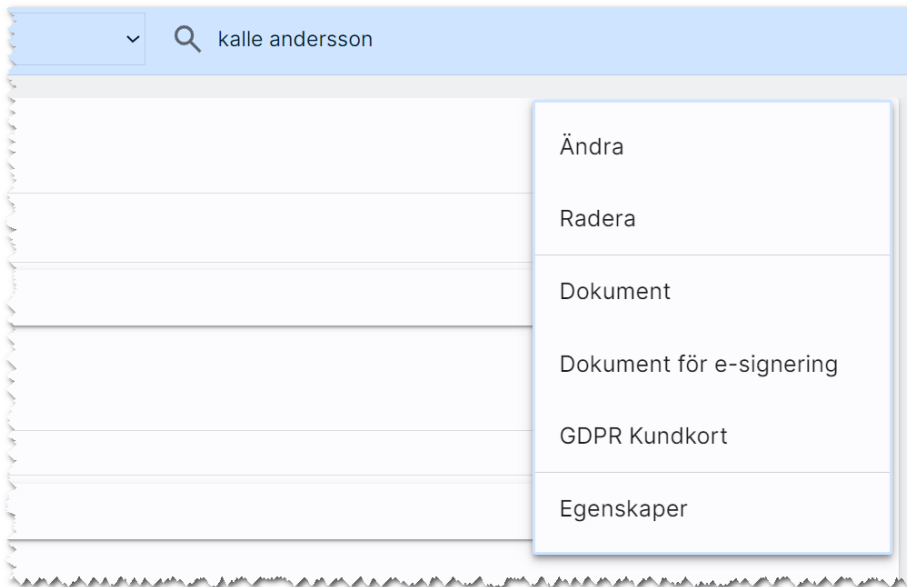 kalle andersson
Ändra
Radera
Dokument
Dokument för e-signering
GDPR Kundkort
Egenskaper